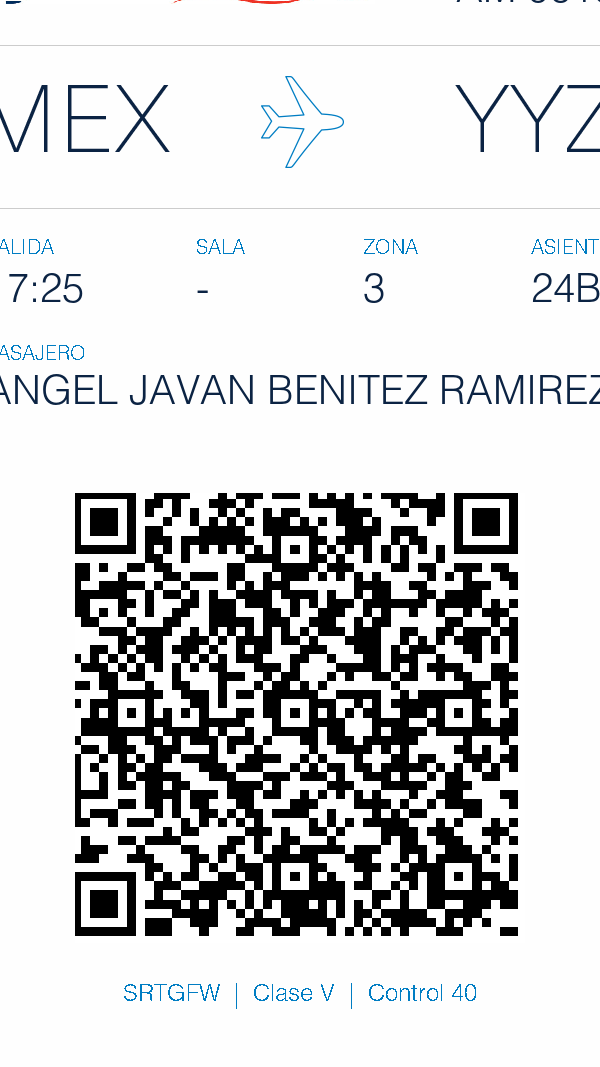 MEX YYZ
ALIDA SALA ZONA ASIENT
7:25 - 3 24B
ASAJERO
ANGEL JAVAN BENITEZ RAMIREZ
SRTGFW | Clase V | Control 40